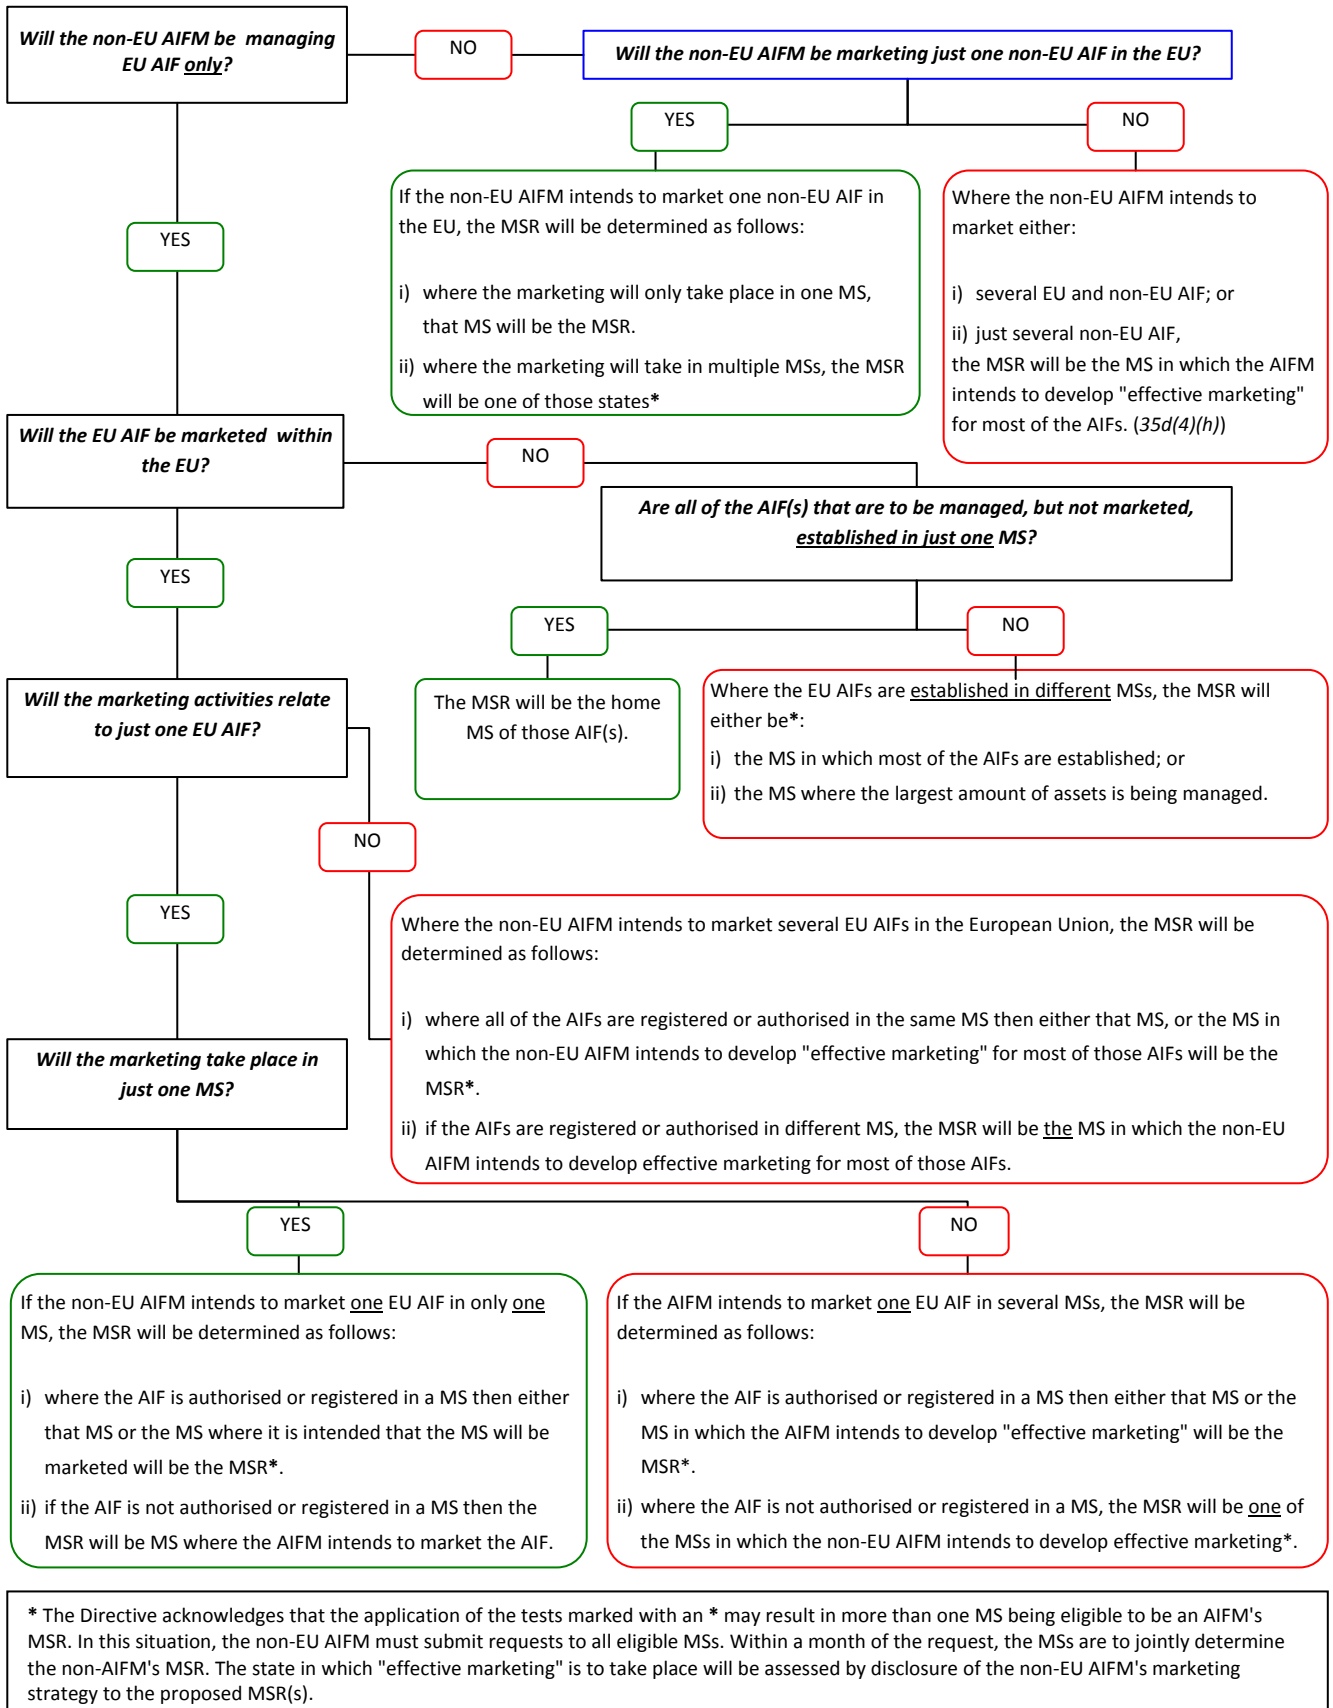 Will the non-EU AIFM be managing
EU AIF only?
NO
Will the non-EU AIFM be marketing just one non-EU AIF in the EU?
YES
NO
If the non-EU AIFM intends to market one non-EU AIF in
the EU, the MSR will be determined as follows:
i) where the marketing will only take place in one MS,
that MS will be the MSR.
ii) where the marketing will take in multiple MSs, the MSR
will be one of those states*
Where the non-EU AIFM intends to
market either:
i) several EU and non-EU AIF; or
ii) just several non-EU AIF,
the MSR will be the MS in which the AIFM
intends to develop "effective marketing"
for most of the AIFs. (35d(4)(h))
YES
Will the EU AIF be marketed within
the EU?
NO
Are all of the AIF(s) that are to be managed, but not marketed,
established in just one MS?
YES
YES
NO
The MSR will be the home
MS of those AIF(s).
Where the EU AIFs are established in different MSs, the MSR will
either be*:
i) the MS in which most of the AIFs are established; or
ii) the MS where the largest amount of assets is being managed.
Will the marketing activities relate
to just one EU AIF?
NO
YES
Where the non-EU AIFM intends to market several EU AIFs in the European Union, the MSR will be
determined as follows:
i) where all of the AIFs are registered or authorised in the same MS then either that MS, or the MS in
which the non-EU AIFM intends to develop "effective marketing" for most of those AIFs will be the
MSR*.
ii) if the AIFs are registered or authorised in different MS, the MSR will be the MS in which the non-EU
AIFM intends to develop effective marketing for most of those AIFs.
Will the marketing take place in
just one MS?
YES
NO
If the non-EU AIFM intends to market one EU AIF in only one
MS, the MSR will be determined as follows:
i) where the AIF is authorised or registered in a MS then either
that MS or the MS where it is intended that the MS will be
marketed will be the MSR*.
ii) if the AIF is not authorised or registered in a MS then the
MSR will be MS where the AIFM intends to market the AIF.
If the AIFM intends to market one EU AIF in several MSs, the MSR will be
determined as follows:
i) where the AIF is authorised or registered in a MS then either that MS or the
MS in which the AIFM intends to develop "effective marketing" will be the
MSR*.
ii) where the AIF is not authorised or registered in a MS, the MSR will be one of
the MSs in which the non-EU AIFM intends to develop effective marketing*.
* The Directive acknowledges that the application of the tests marked with an * may result in more than one MS being eligible to be an AIFM's
MSR. In this situation, the non-EU AIFM must submit requests to all eligible MSs. Within a month of the request, the MSs are to jointly determine
the non-AIFM's MSR. The state in which "effective marketing" is to take place will be assessed by disclosure of the non-EU AIFM's marketing
strategy to the proposed MSR(s).